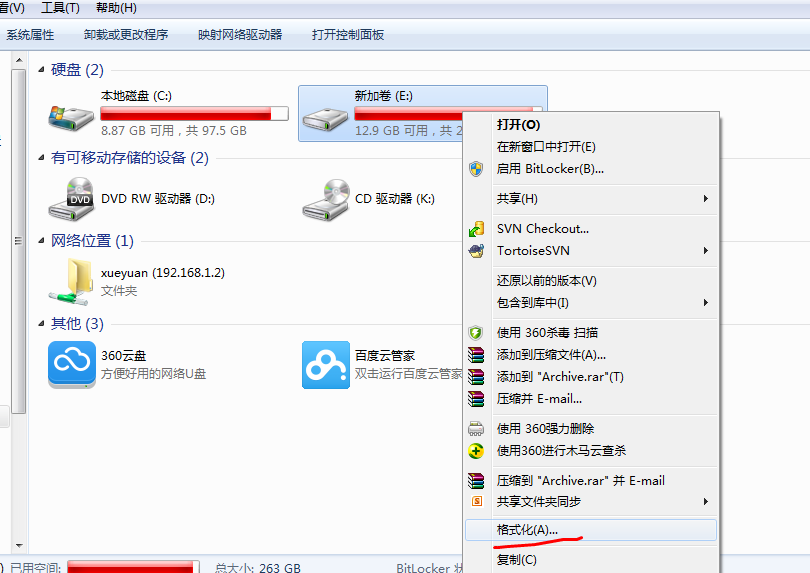 看(V) 工具(T) 帮助(H)
系统属性 卸载或更改程序 映射网络驱动器 打开控制面板
硬盘 (2)
本地磁盘 (C:)
8.87 GB 可用，共 97.5 GB
新加卷 (E:)
12.9 GB 可用，共 2
有可移动存储的设备 (2)
DVD
DVD RW 驱动器 (D:)
CD 驱动器 (K:)
网络位置 (1)
xueyuan (192.168.1.2)
文件夹
其他 (3)
360云盘
方便好用的网络U盘
百度云管家
双击运行百度云管家
打开(O)
在新窗口中打开(E)
启用 BitLocker(B)...
共享(H)
SVN Checkout...
TortoiseSVN
还原以前的版本(V)
包含到库中(I)
使用 360杀毒 扫描
添加到压缩文件(A)...
添加到 "Archive.rar"(T)
压缩并 E-mail...
使用 360强力删除
使用360进行木马云查杀
压缩到 "Archive.rar" 并 E-mail
共享文件夹同步
格式化(A)...
复制(C)
已用空间: 总大小: 263 GB BitLocker 状